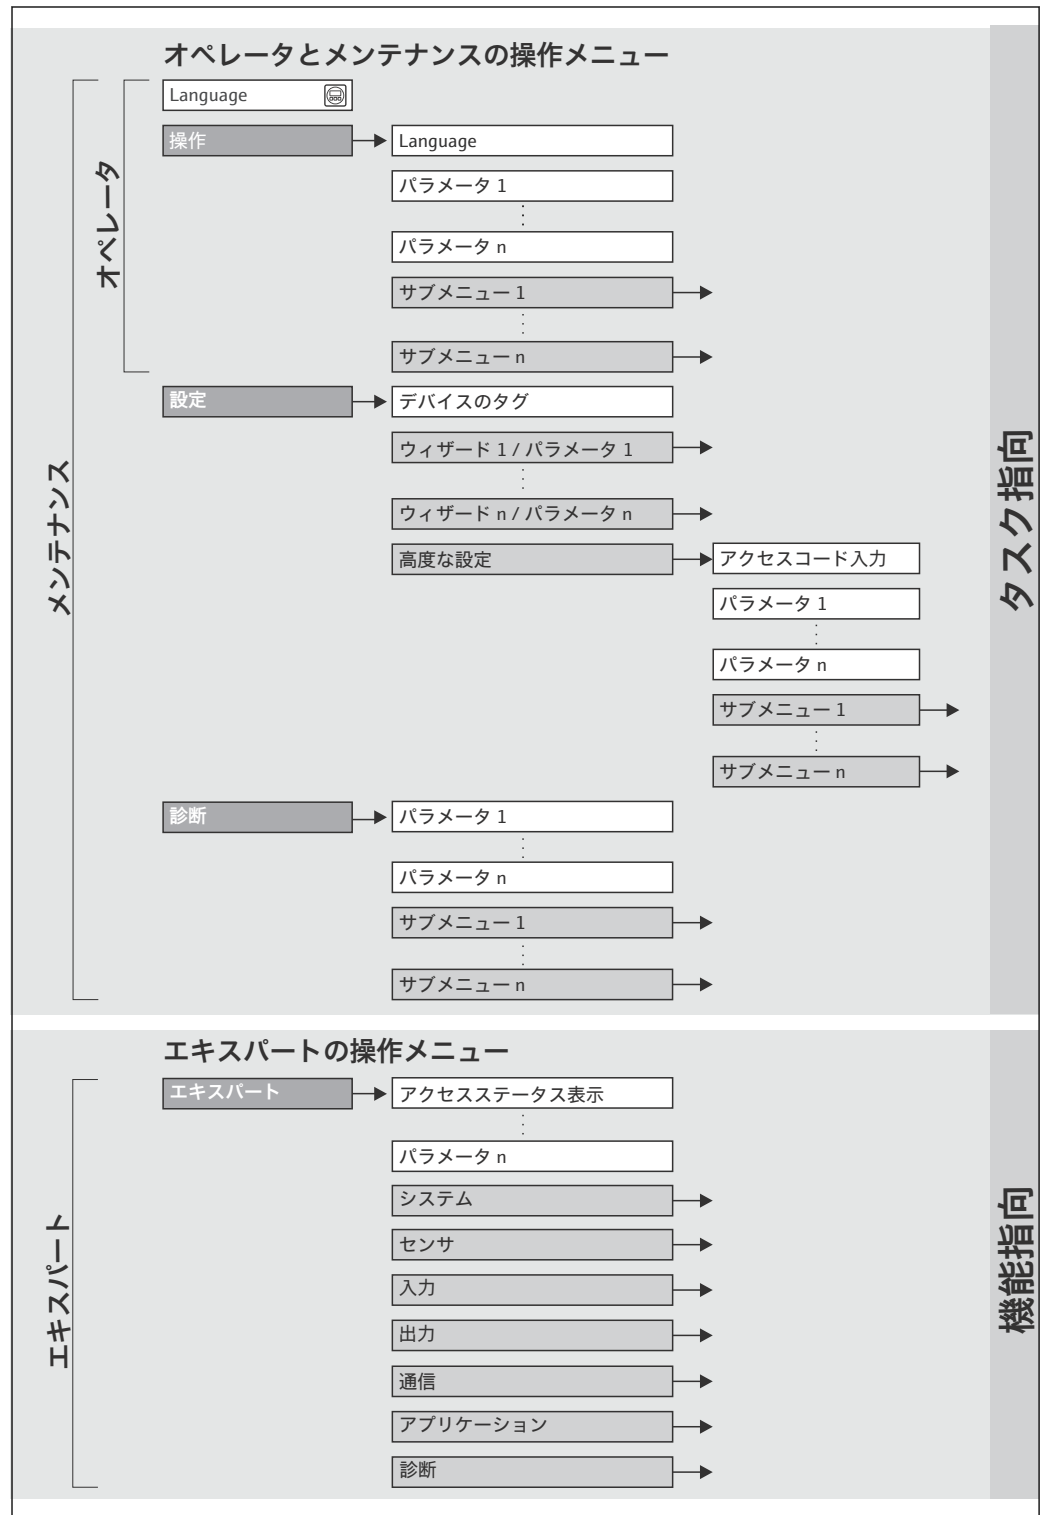 オペレータとメンテナンスの操作メニュー
Language
操作
Language
パラメータ 1
パラメータ n
サブメニュー 1
サブメニュー n
オペレータ
設定
デバイスのタグ
ウィザード 1 / パラメータ 1
ウィザード n / パラメータ n
高度な設定
アクセスコード入力
パラメータ 1
パラメータ n
サブメニュー 1
サブメニュー n
診断
パラメータ 1
パラメータ n
サブメニュー 1
サブメニュー n
メンテナンス
タスク指向
エキスパートの操作メニュー
エキスパート
アクセスステータス表示
パラメータ n
システム
センサ
入力
出力
通信
アプリケーション
診断
エキスパート
機能指向